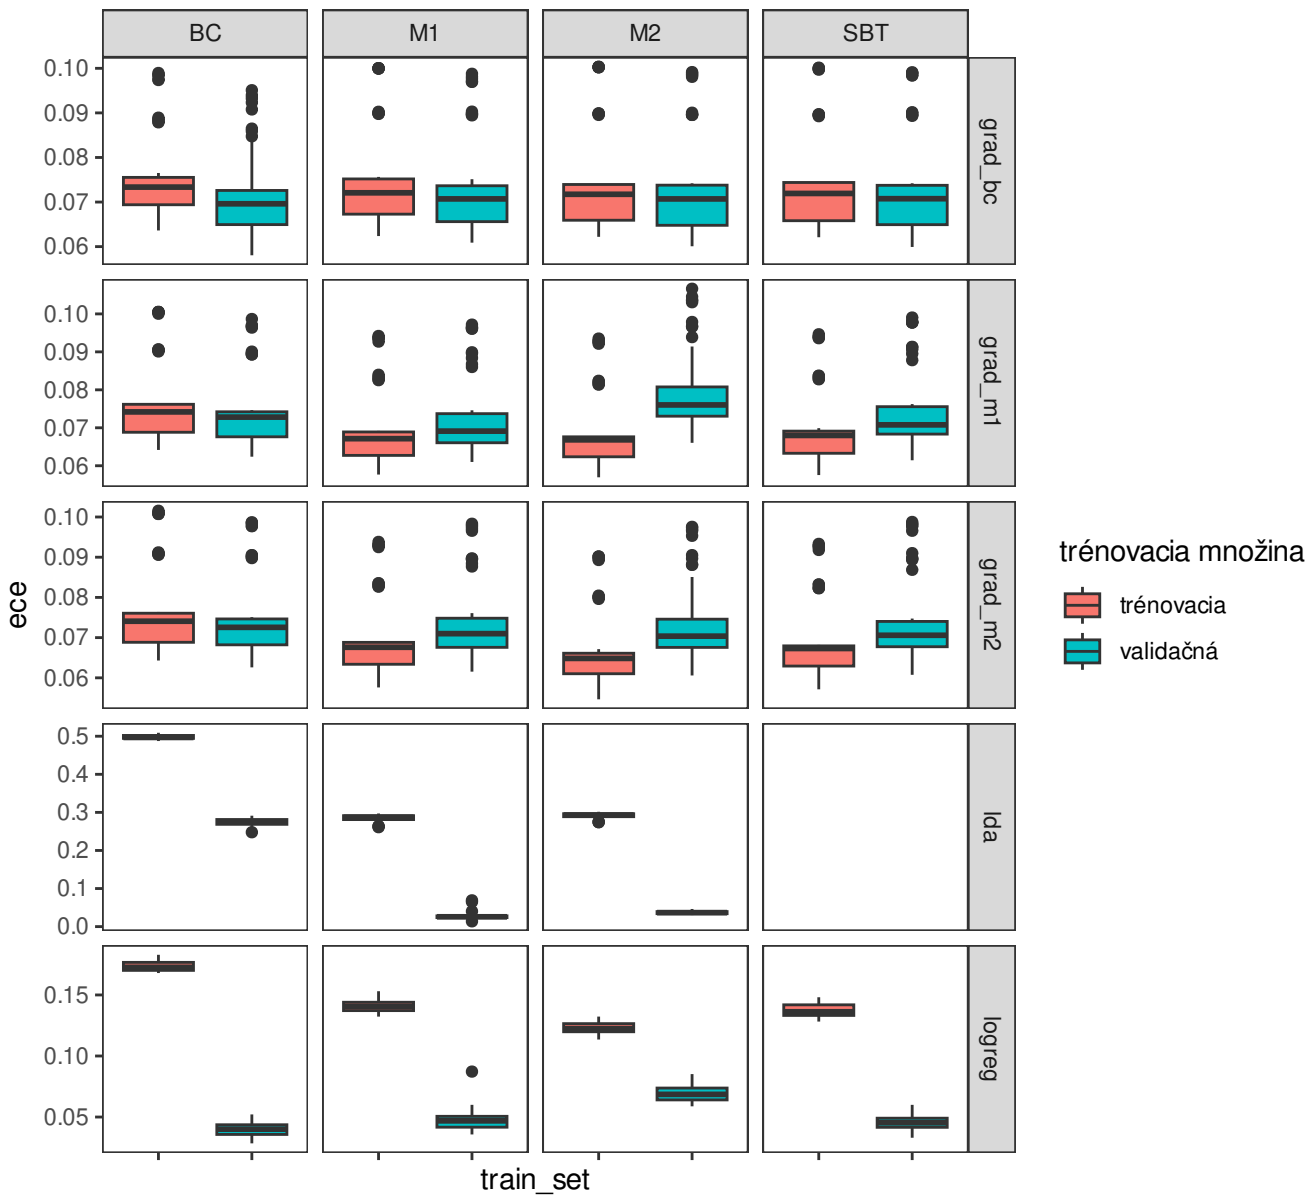 BC
M1
M2
SBT
0.10
0.09
0.08
0.07
0.06
grad_bc
0.10
0.09
0.08
0.07
0.06
grad_m1
0.10
0.09
0.08
0.07
0.06
grad_m2
0.5
0.4
0.3
0.2
0.1
0.0
lda
0.15
0.10
0.05
logreg
ece
train_set
trénovacia množina
trénovacia
validačná